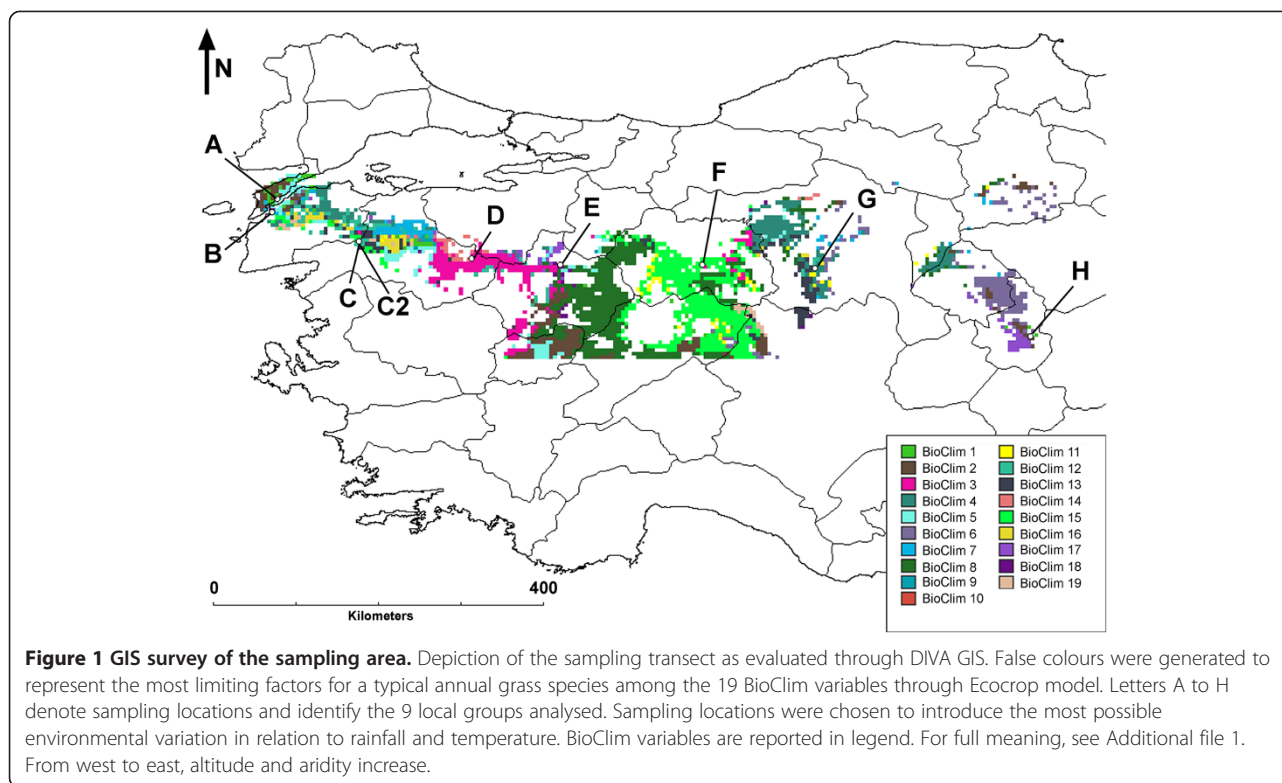 N
A
B
C
C2
D
E
F
G
H
0
400
Kilometers
BioClim 1
BioClim 2
BioClim 3
BioClim 4
BioClim 5
BioClim 6
BioClim 7
BioClim 8
BioClim 9
BioClim 10
BioClim 11
BioClim 12
BioClim 13
BioClim 14
BioClim 15
BioClim 16
BioClim 17
BioClim 18
BioClim 19
Figure 1 GIS survey of the sampling area. Depiction of the sampling transect as evaluated through DIVA GIS. False colours were generated to
represent the most limiting factors for a typical annual grass species among the 19 BioClim variables through Ecocrop model. Letters A to H
denote sampling locations and identify the 9 local groups analysed. Sampling locations were chosen to introduce the most possible
environmental variation in relation to rainfall and temperature. BioClim variables are reported in legend. For full meaning, see Additional file 1.
From west to east, altitude and aridity increase.